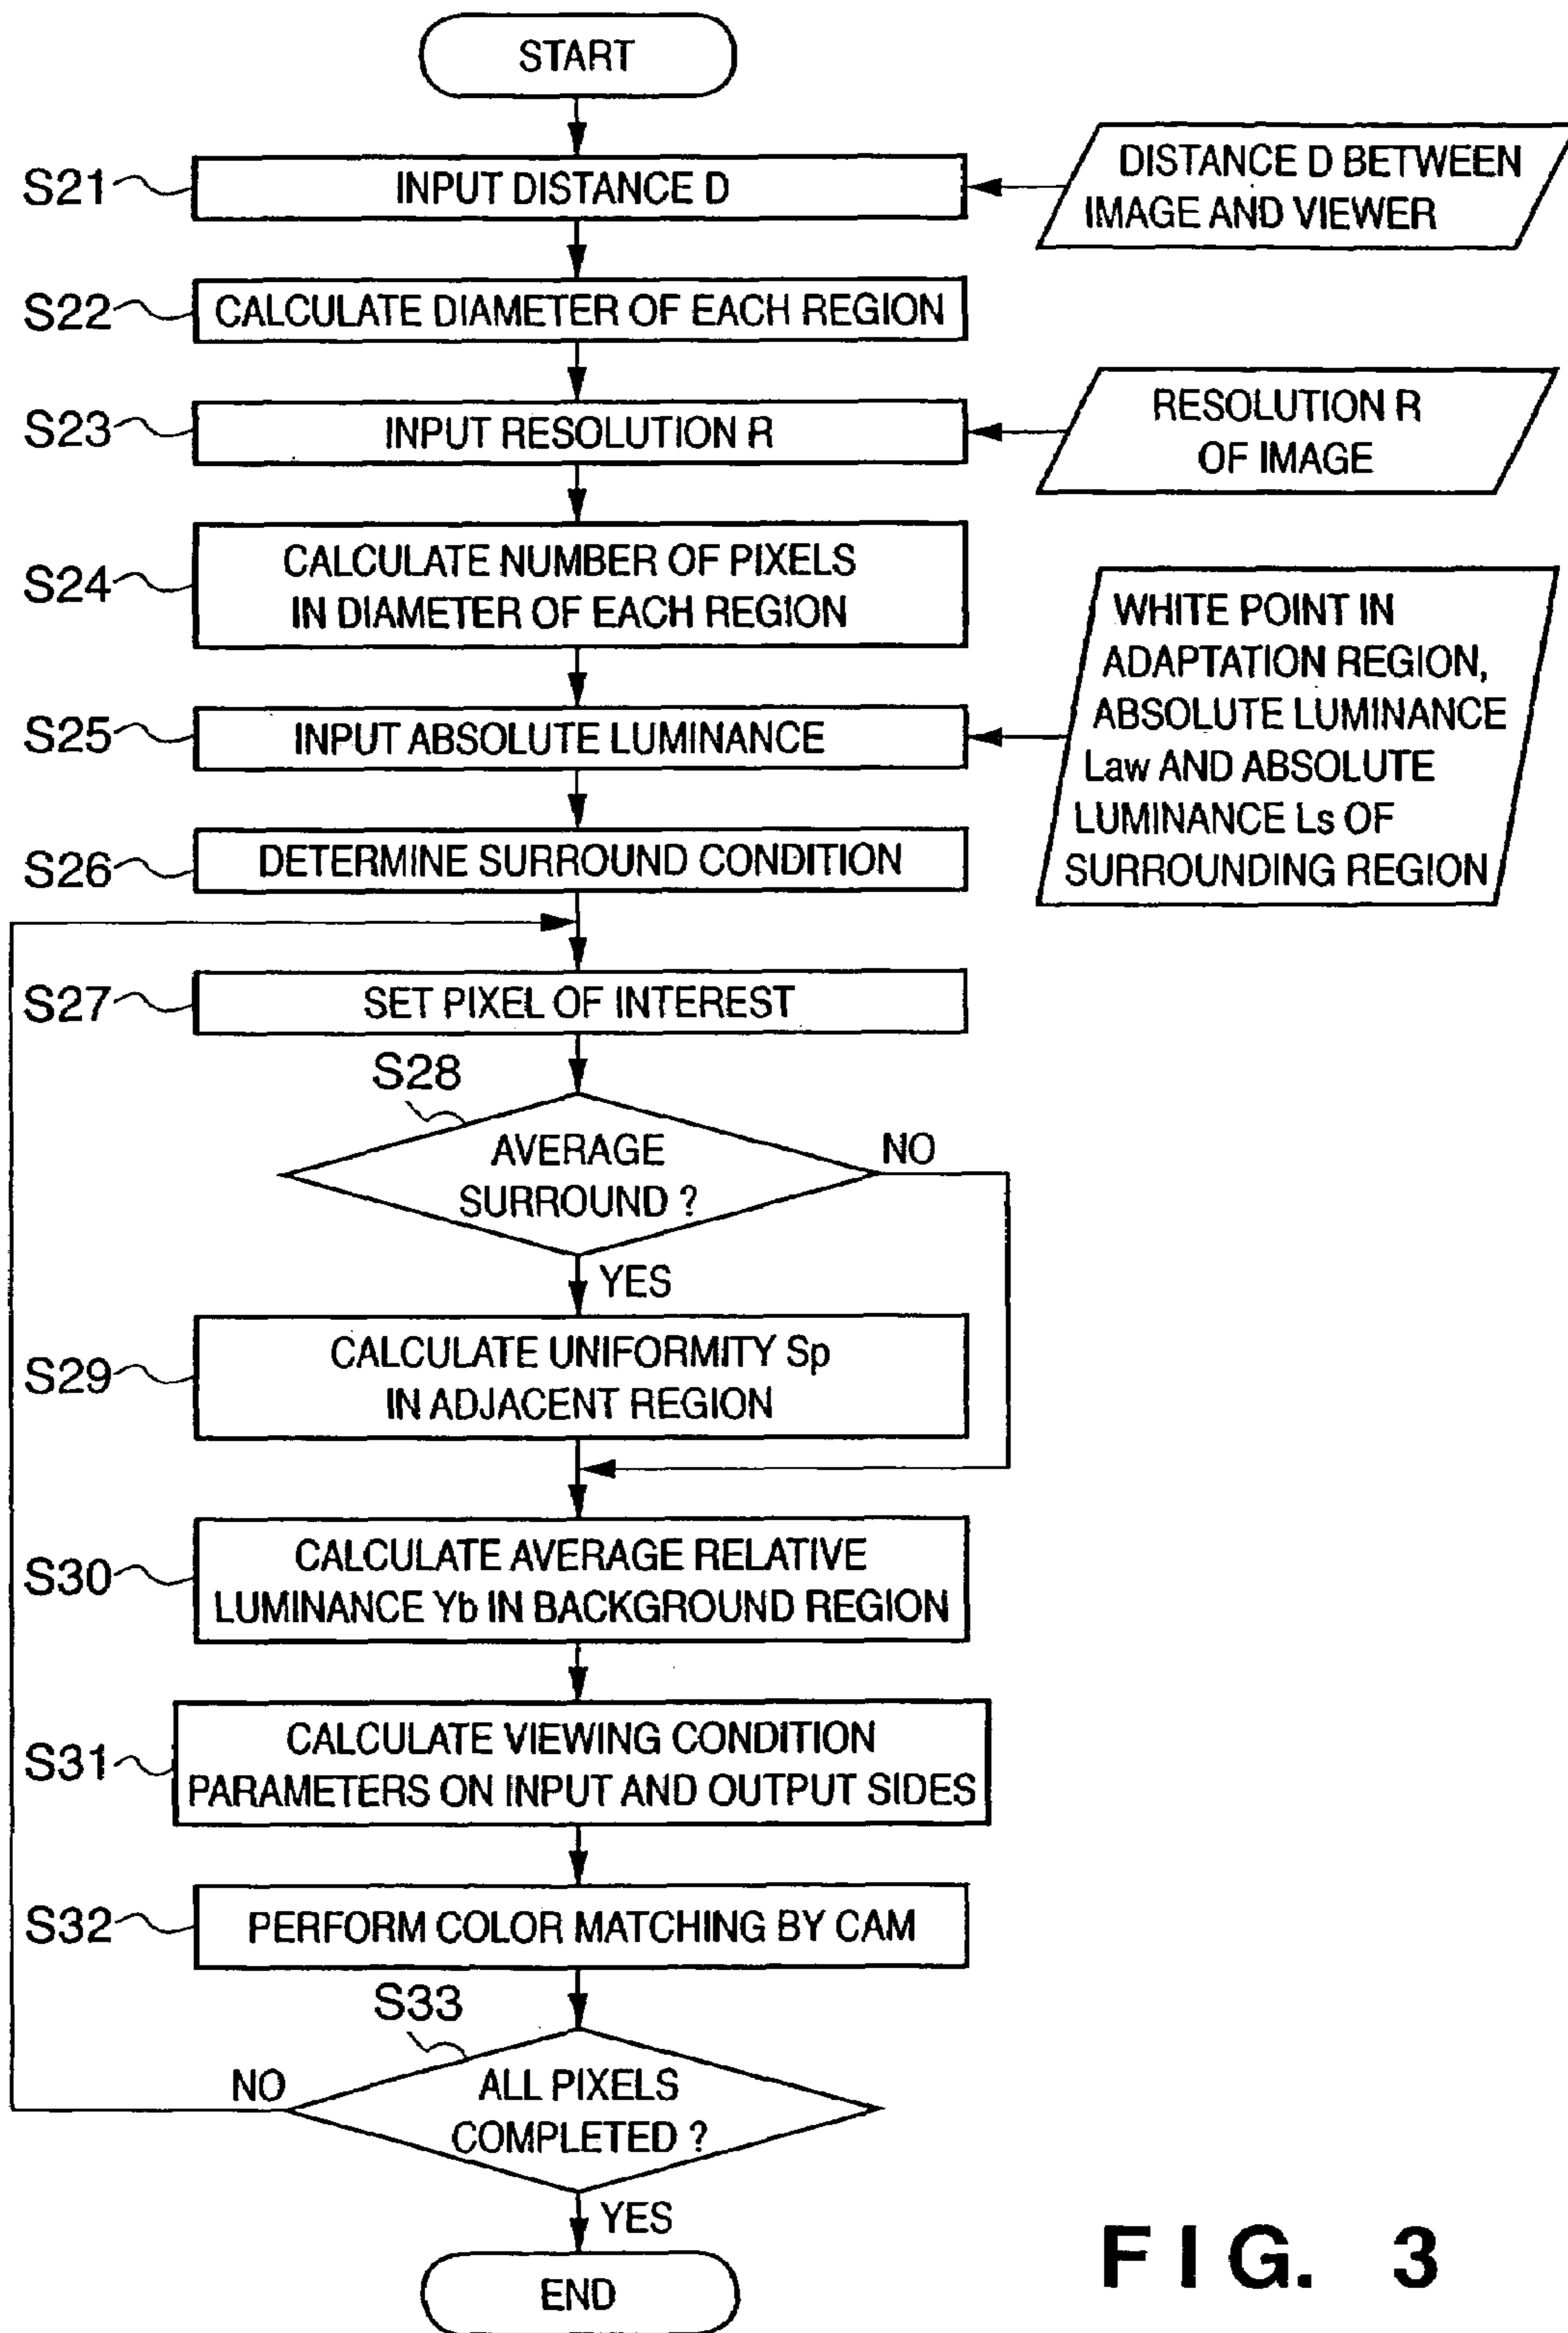 START
S21
INPUT DISTANCE D
DISTANCE D BETWEEN
IMAGE AND VIEWER
S22
CALCULATE DIAMETER OF EACH REGION
S23
INPUT RESOLUTION R
RESOLUTION R
OF IMAGE
S24
CALCULATE NUMBER OF PIXELS
IN DIAMETER OF EACH REGION
S25
INPUT ABSOLUTE LUMINANCE
WHITE POINT IN
ADAPTATION REGION,
ABSOLUTE LUMINANCE
Law AND ABSOLUTE
LUMINANCE Ls OF
SURROUNDING REGION
S26
DETERMINE SURROUND CONDITION
S27
SET PIXEL OF INTEREST
S28
AVERAGE
SURROUND ?
NO
YES
S29
CALCULATE UNIFORMITY Sp
IN ADJACENT REGION
S30
CALCULATE AVERAGE RELATIVE
LUMINANCE Yb IN BACKGROUND REGION
S31
CALCULATE VIEWING CONDITION
PARAMETERS ON INPUT AND OUTPUT SIDES
S32
PERFORM COLOR MATCHING BY CAM
S33
ALL PIXELS
COMPLETED ?
NO
YES
END
FIG. 3